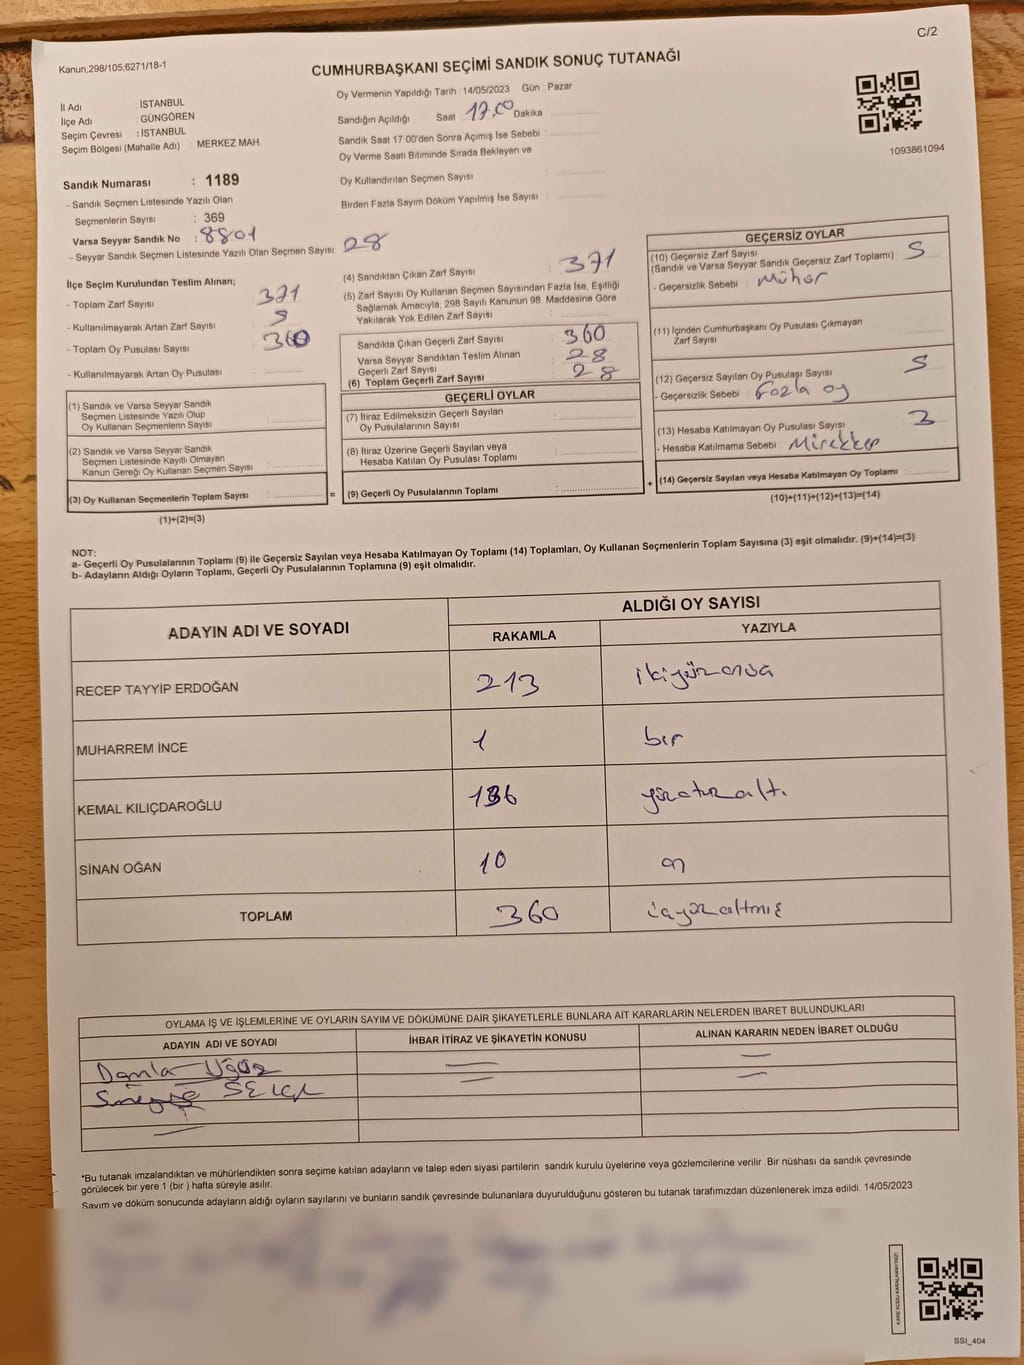 C/2
Kanun;298/105;6271/18-1
CUMHURBAŞKANI SEÇİMİ SANDIK SONUÇ TUTANAĞI
İl Adı : İSTANBUL
İlçe Adı : GÜNGÖREN
Seçim Çevresi : İSTANBUL
Seçim Bölgesi (Mahalle Adı) : MERKEZ MAH.
Oy Vermenin Yapıldığı Tarih : 14/05/2023 Gün : Pazar
Sandığın Açıldığı Saat 17.00 Dakika :
Sandık Saat 17:00'den Sonra Açımış İse Sebebi :
Oy Verme Saati Bitiminde Sırada Bekleyen ve
Oy Kullandırılan Seçmen Sayısı :
Birden Fazla Sayım Döküm Yapılmış İse Sayısı :
1093861094
Sandık Numarası : 1189
- Sandık Seçmen Listesinde Yazılı Olan
Seçmenlerin Sayısı : 369
Varsa Seyyar Sandık No : 8801
- Seyyar Sandık Seçmen Listesinde Yazılı Olan Seçmen Sayısı: 28
İlçe Seçim Kurulundan Teslim Alınan;
- Toplam Zarf Sayısı : 371
- Kullanılmayarak Artan Zarf Sayısı : 5
- Toplam Oy Pusulası Sayısı : 360
- Kullanılmayarak Artan Oy Pusulası :
(1) Sandık ve Varsa Seyyar Sandık
Seçmen Listesinde Yazılı Olup
Oy Kullanan Seçmenlerin Sayısı :
(2) Sandık ve Varsa Seyyar Sandık
Seçmen Listesinde Kayıtlı Olmayan
Kanun Gereği Oy Kullanan Seçmen Sayısı :
(3) Oy Kullanan Seçmenlerin Toplam Sayısı : =
(1)+(2)=(3)
(4) Sandıktan Çıkan Zarf Sayısı : 371
(5) Zarf Sayısı Oy Kullanan Seçmen Sayısından Fazla İse, Eşitliği
Sağlamak Amacıyla, 298 Sayılı Kanunun 98. Maddesine Göre
Yakılarak Yok Edilen Zarf Sayısı :
Sandıkta Çıkan Geçerli Zarf Sayısı : 360
Varsa Seyyar Sandıktan Teslim Alınan
Geçerli Zarf Sayısı : 28
(6) Toplam Geçerli Zarf Sayısı : 28
GEÇERLİ OYLAR
(7) İtiraz Edilmeksizin Geçerli Sayılan
Oy Pusulalarının Sayısı :
(8) İtiraz Üzerine Geçerli Sayılan veya
Hesaba Katılan Oy Pusulası Toplamı :
(9) Geçerli Oy Pusulalarının Toplamı : +
GEÇERSİZ OYLAR
(10) Geçersiz Zarf Sayısı
(Sandık ve Varsa Seyyar Sandık Geçersiz Zarf Toplamı) : 5
- Geçersizlik Sebebi : Mühür
(11) İçinden Cumhurbaşkanı Oy Pusulası Çıkmayan
Zarf Sayısı :
(12) Geçersiz Sayılan Oy Pusulası Sayısı : 5
- Geçersizlik Sebebi : Fazla oy
(13) Hesaba Katılmayan Oy Pusulası Sayısı : 3
- Hesaba Katılmama Sebebi : Mürekkep
(14) Geçersiz Sayılan veya Hesaba Katılmayan Oy Toplamı :
(10)+(11)+(12)+(13)=(14)
NOT:
a- Geçerli Oy Pusulalarının Toplamı (9) ile Geçersiz Sayılan veya Hesaba Katılmayan Oy Toplamı (14) Toplamları, Oy Kullanan Seçmenlerin Toplam Sayısına (3) eşit olmalıdır. (9)+(14)=(3)
b- Adayların Aldığı Oyların Toplamı, Geçerli Oy Pusulalarının Toplamına (9) eşit olmalıdır.
ADAYIN ADI VE SOYADI ALDIĞI OY SAYISI
RAKAMLA YAZIYLA
RECEP TAYYİP ERDOĞAN 213 ikiyüzonüç
MUHARREM İNCE 1 bir
KEMAL KILIÇDAROĞLU 136 yüzotuzaltı
SİNAN OĞAN 10 on
TOPLAM 360 üçyüzaltmış
OYLAMA İŞ VE İŞLEMLERİNE VE OYLARIN SAYIM VE DÖKÜMÜNE DAİR ŞİKAYETLERLE BUNLARA AİT KARARLARIN NELERDEN İBARET BULUNDUKLARI
ADAYIN ADI VE SOYADI İHBAR İTİRAZ VE ŞİKAYETİN KONUSU ALINAN KARARIN NEDEN İBARET OLDUĞU
Damla
*Bu tutanak imzalandıktan ve mühürlendikten sonra seçime katılan adayların ve talep eden siyasi partilerin sandık kurulu üyelerine veya gözlemcilerine verilir. Bir nüshası da sandık çevresinde
görülecek bir yere 1 (bir ) hafta süreyle asılır.
Sayım ve döküm sonucunda adayların aldığı oyların sayılarını ve bunların sandık çevresinde bulunanlara duyurulduğunu gösteren bu tutanak tarafımızdan düzenlenerek imza edildi. 14/05/2023
KARE KODU KARALAMAYINIZ!
SSI_404